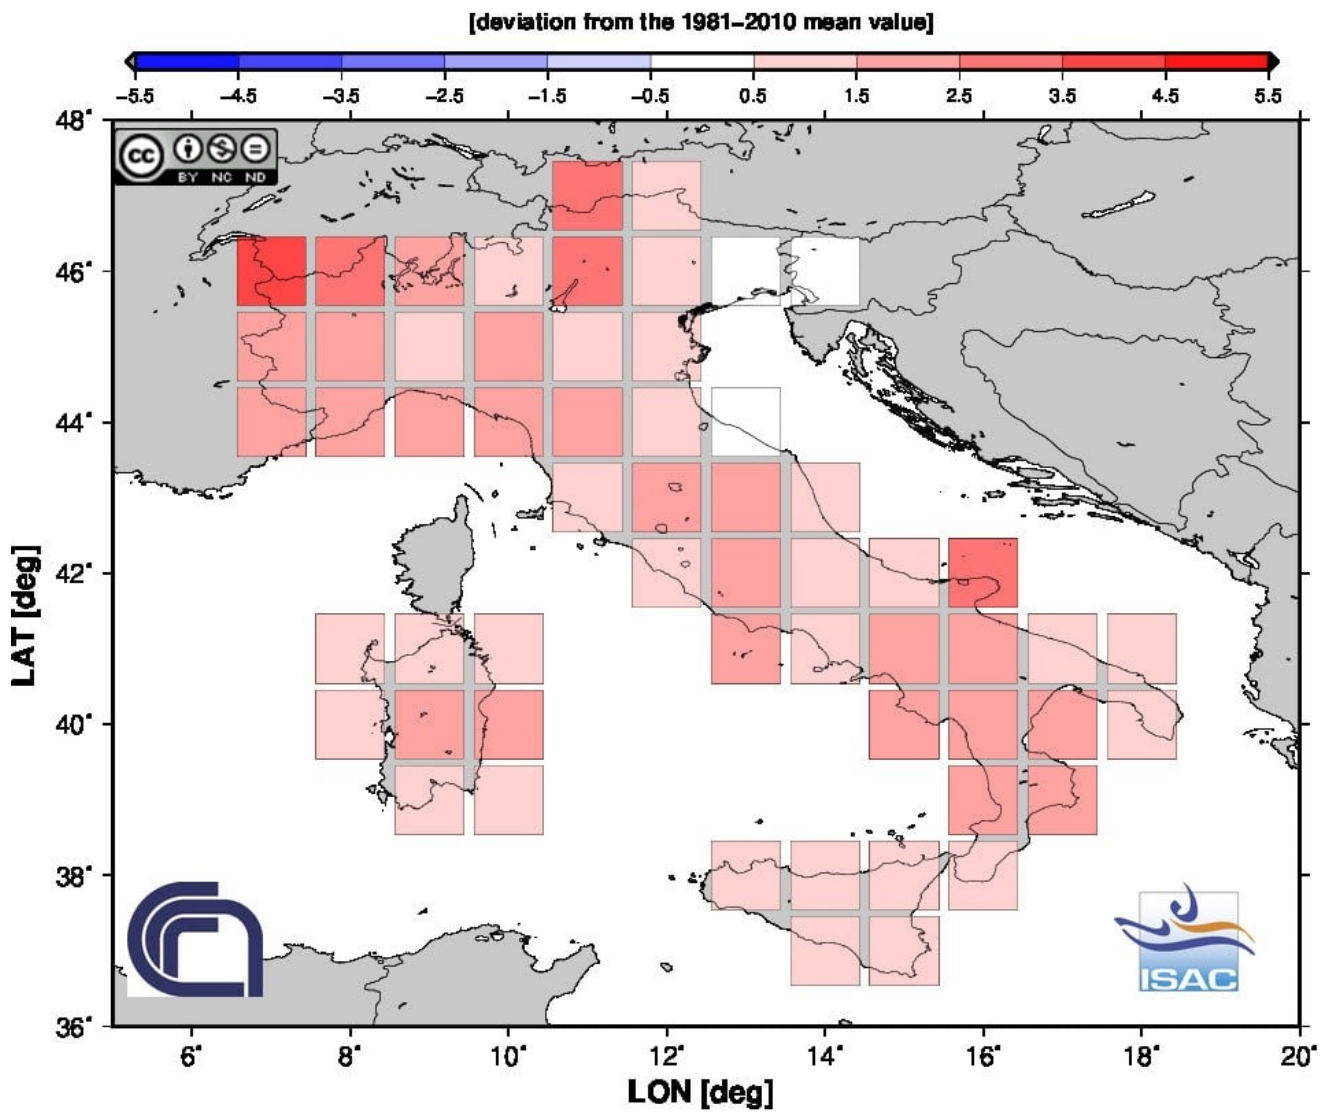 [deviation from the 1981–2010 mean value]
−5.5 −4.5 −3.5 −2.5 −1.5 −0.5 0.5 1.5 2.5 3.5 4.5 5.5
48°
cc
BY NC ND
46°
44°
42°
LAT [deg]
40°
38°
ISAC
36°
6° 8° 10° 12° 14° 16° 18° 20°
LON [deg]